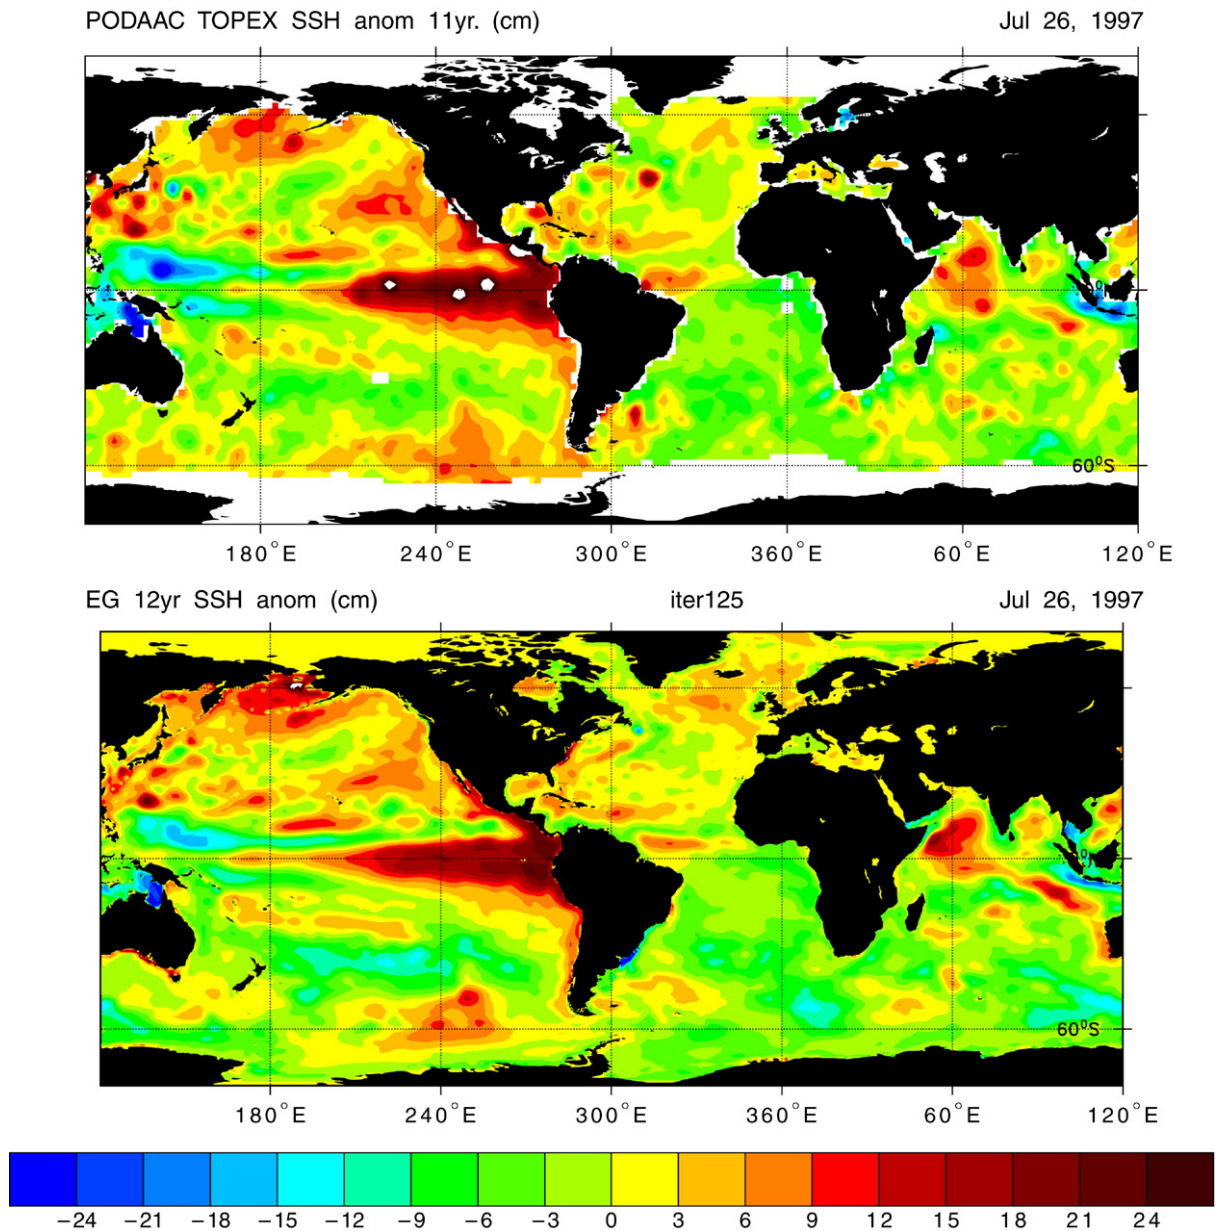 PODAAC TOPEX SSH anom 11yr. (cm) Jul 26, 1997
60°S
180°E 240°E 300°E 360°E 60°E 120°E
EG 12yr SSH anom (cm) iter125 Jul 26, 1997
60°S
180°E 240°E 300°E 360°E 60°E 120°E
−24 −21 −18 −15 −12 −9 −6 −3 0 3 6 9 12 15 18 21 24